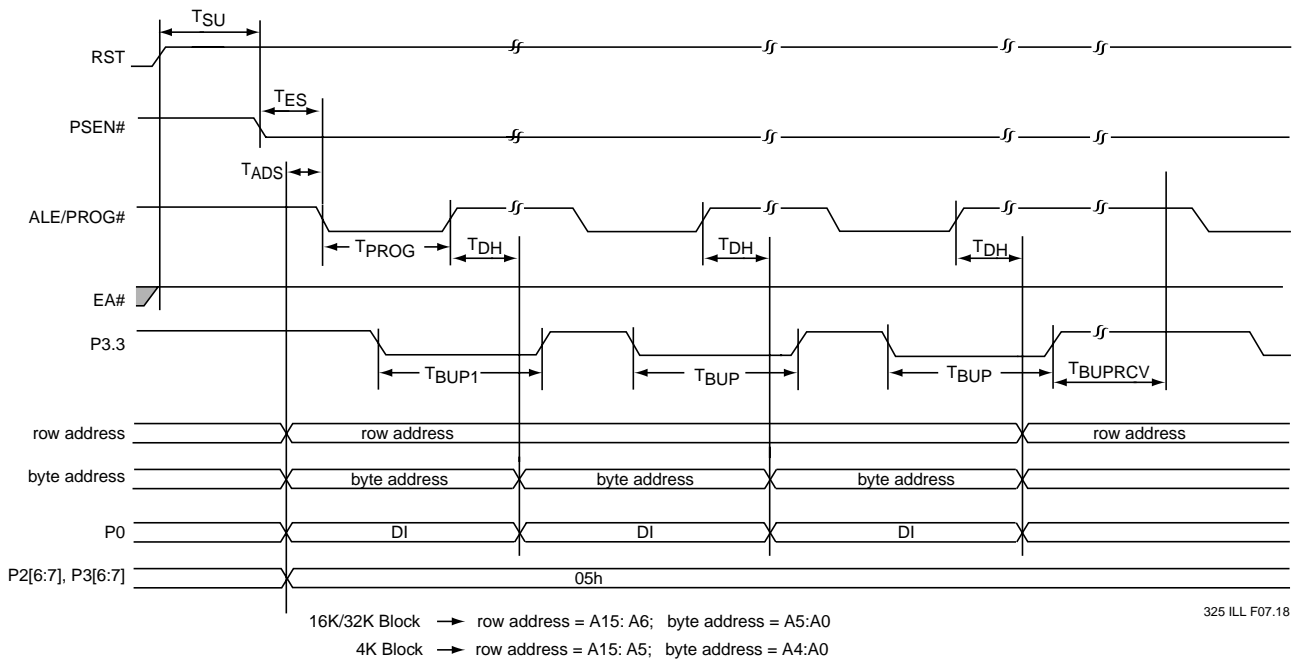 TSU
RST
TES
PSEN#
TADS
ALE/PROG#
TPROG TDH TDH TDH
EA#
P3.3
TBUP1 TBUP TBUP TBUPRCV
row address row address row address
byte address byte address byte address byte address
P0 DI DI DI
P2[6:7], P3[6:7] 05h
325 ILL F07.18
16K/32K Block → row address = A15: A6; byte address = A5:A0
4K Block → row address = A15: A5; byte address = A4:A0